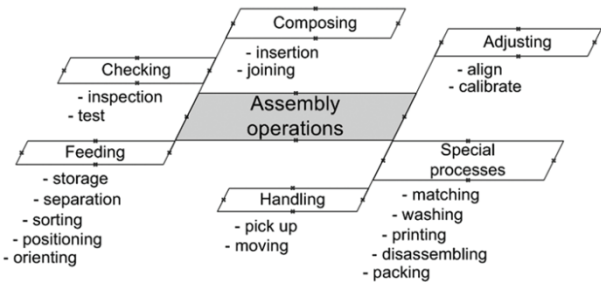 Composing
- insertion
- joining
Adjusting
- align
- calibrate
Checking
- inspection
- test
Assembly
operations
Feeding
- storage
- separation
- sorting
- positioning
- orienting
Handling
- pick up
- moving
Special
processes
- matching
- washing
- printing
- disassembling
- packing